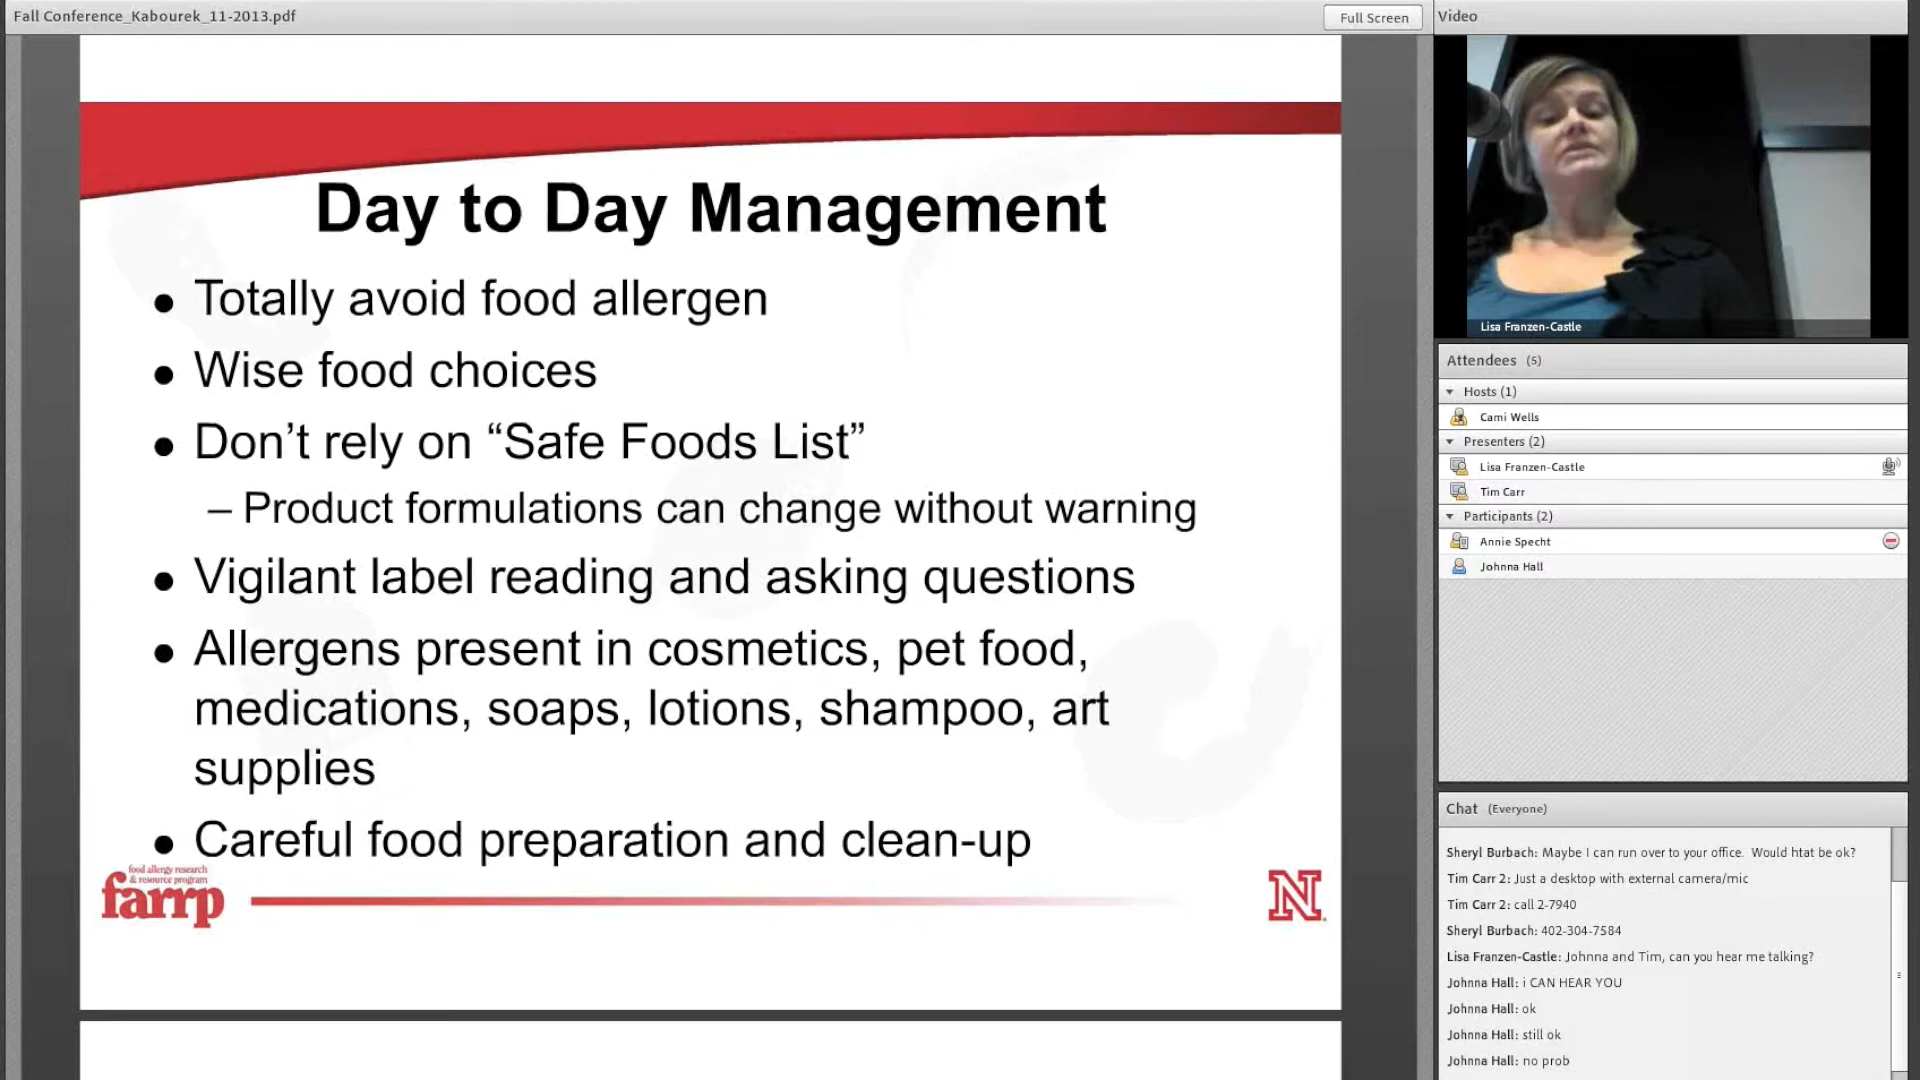 Fall Conference_Kabourek_11-2013.pdf
Full Screen
Day to Day Management
● Totally avoid food allergen
● Wise food choices
● Don’t rely on “Safe Foods List”
– Product formulations can change without warning
● Vigilant label reading and asking questions
● Allergens present in cosmetics, pet food,
medications, soaps, lotions, shampoo, art
supplies
● Careful food preparation and clean-up
food allergy research
& resource program
farrp
N
Video
Lisa Franzen-Castle
Attendees (5)
Hosts (1)
Cami Wells
Presenters (2)
Lisa Franzen-Castle
Tim Carr
Participants (2)
Annie Specht
Johnna Hall
Chat (Everyone)
Sheryl Burbach: Maybe I can run over to your office. Would htat be ok?
Tim Carr 2: Just a desktop with external camera/mic
Tim Carr 2: call 2-7940
Sheryl Burbach: 402-304-7584
Lisa Franzen-Castle: Johnna and Tim, can you hear me talking?
Johnna Hall: i CAN HEAR YOU
Johnna Hall: ok
Johnna Hall: still ok
Johnna Hall: no prob